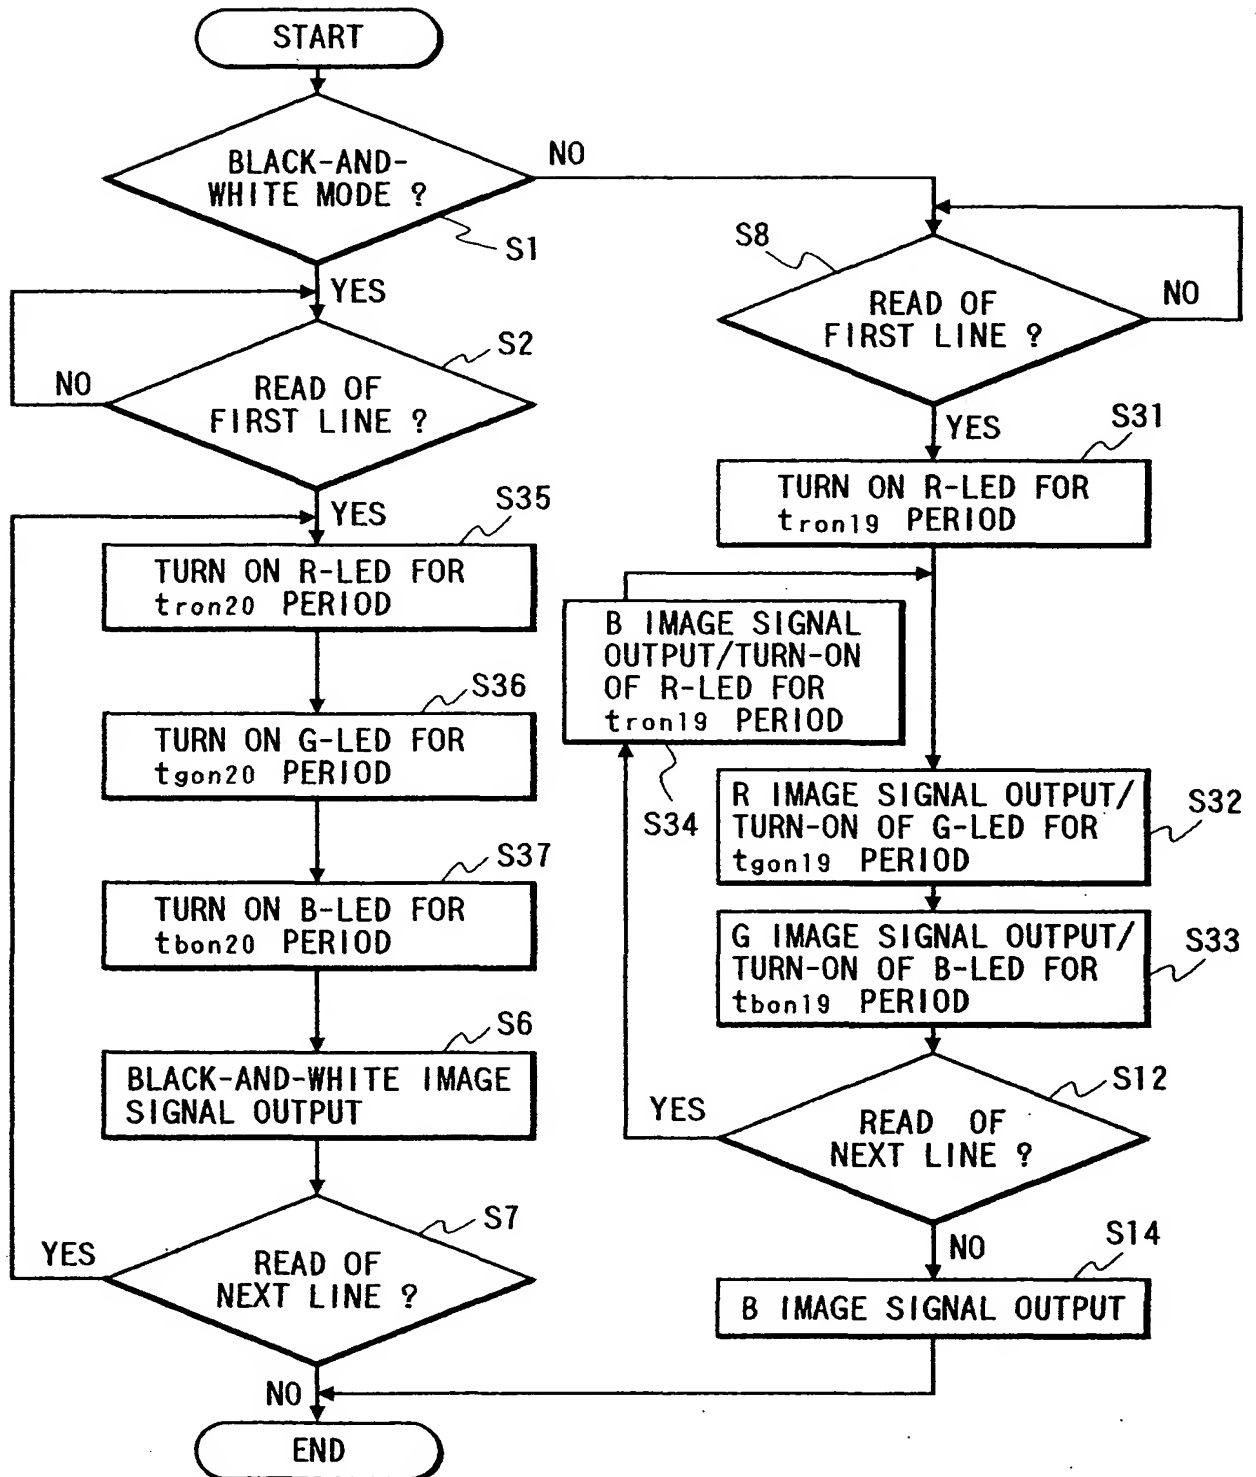 START
BLACK-AND-
WHITE MODE ?
NO
S1
YES
S2
NO
READ OF
FIRST LINE ?
YES
S35
TURN ON R-LED FOR
tron20 PERIOD
S36
TURN ON G-LED FOR
tgon20 PERIOD
S37
TURN ON B-LED FOR
tbon20 PERIOD
S6
BLACK-AND-WHITE IMAGE
SIGNAL OUTPUT
S7
YES
READ OF
NEXT LINE ?
NO
S8
READ OF
FIRST LINE ?
NO
YES
S31
TURN ON R-LED FOR
tron19 PERIOD
B IMAGE SIGNAL
OUTPUT/TURN-ON
OF R-LED FOR
tron19 PERIOD
S34
R IMAGE SIGNAL OUTPUT/
TURN-ON OF G-LED FOR
tgon19 PERIOD
S32
G IMAGE SIGNAL OUTPUT/
TURN-ON OF B-LED FOR
tbon19 PERIOD
S33
S12
YES
READ OF
NEXT LINE ?
NO
S14
B IMAGE SIGNAL OUTPUT
END